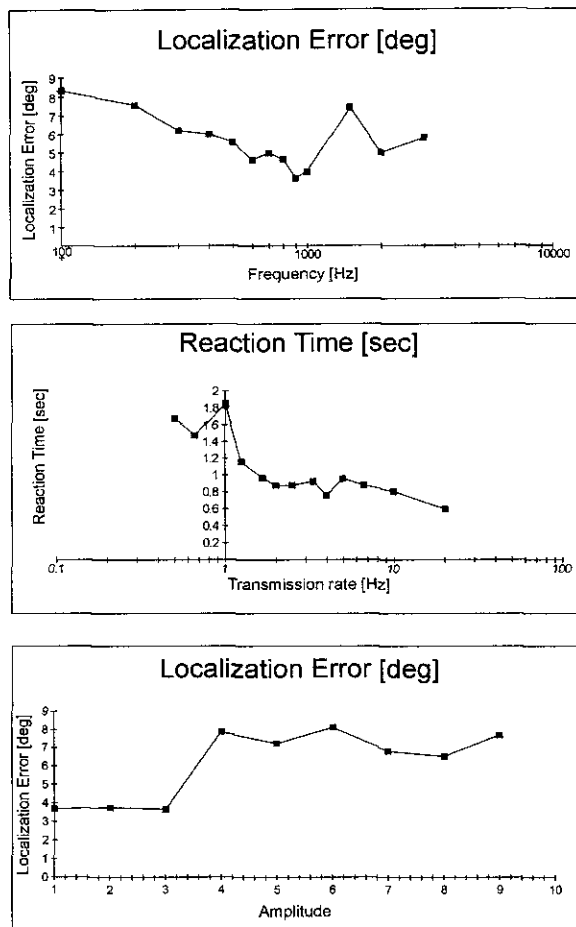 Localization Error [deg]
Localization Error [deg]
9
8
7
6
5
4
3
2
1
100 1000 10000
Frequency [Hz]
Reaction Time [sec]
Reaction Time [sec]
2
1.8
1.6
1.4
1.2
1
0.8
0.6
0.4
0.2
0.1 1 10 100
Transmission rate [Hz]
Localization Error [deg]
Localization Error [deg]
9
8
7
6
5
4
3
2
1
0
1 2 3 4 5 6 7 8 9 10
Amplitude